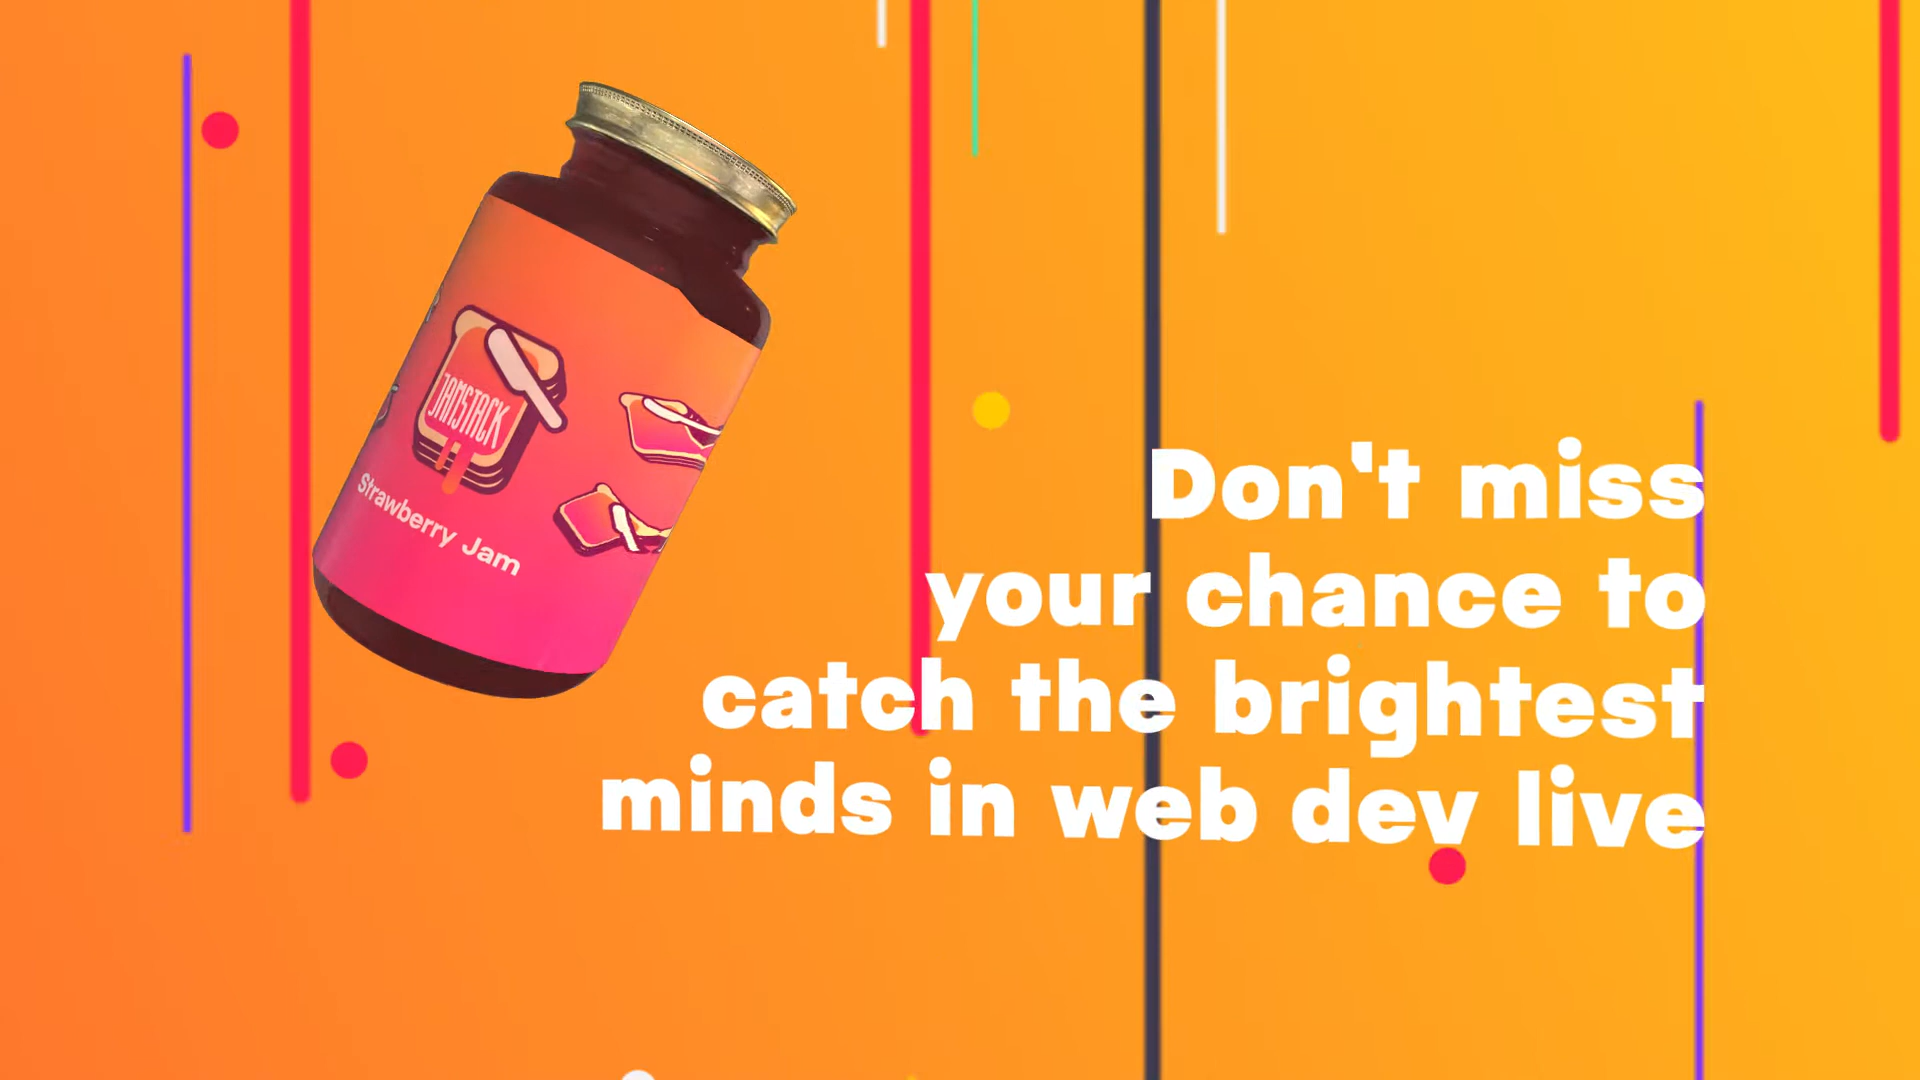 JAMSTACK
Strawberry Jam
Don't miss
your chance to
catch the brightest
minds in web dev live